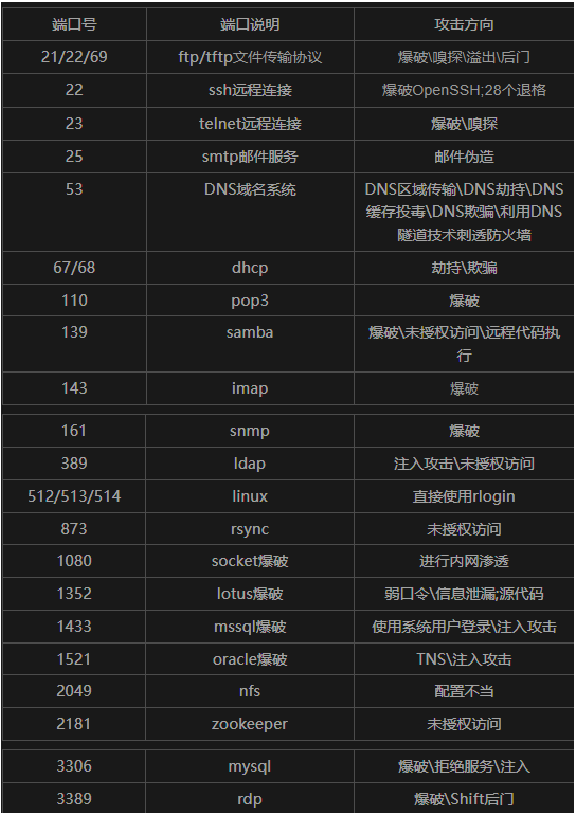 端口号 端口说明 攻击方向
21/22/69 ftp/tftp文件传输协议 爆破\嗅探\溢出\后门
22 ssh远程连接 爆破OpenSSH;28个退格
23 telnet远程连接 爆破\嗅探
25 smtp邮件服务 邮件伪造
53 DNS域名系统 DNS区域传输\DNS劫持\DNS
缓存投毒\DNS欺骗\利用DNS
隧道技术刺透防火墙
67/68 dhcp 劫持\欺骗
110 pop3 爆破
139 samba 爆破\未授权访问\远程代码执
行
143 imap 爆破
161 snmp 爆破
389 ldap 注入攻击\未授权访问
512/513/514 linux 直接使用rlogin
873 rsync 未授权访问
1080 socket爆破 进行内网渗透
1352 lotus爆破 弱口令\信息泄漏;源代码
1433 mssql爆破 使用系统用户登录\注入攻击
1521 oracle爆破 TNS\注入攻击
2049 nfs 配置不当
2181 zookeeper 未授权访问
3306 mysql 爆破\拒绝服务\注入
3389 rdp 爆破\Shift后门